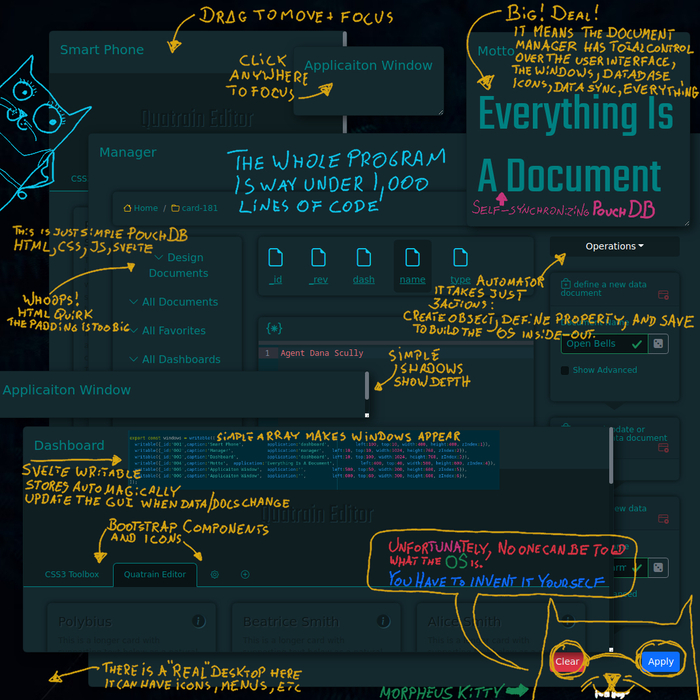 DRAG TO MOVE + FOCUS
Smart Phone
CLICK
ANYWHERE
TO FOCUS
Applicaiton Window
BIG! DEAL!
IT MEANS THE DOCUMENT
MANAGER HAS TOTAL CONTROL
OVER THE USER INTERFACE,
THE WINDOWS, DATADASE
ICONS, DATA SYNC, EVERYTHING
Motto
Everything Is
A Document
SELF-SYNCHRONIZING POUCH DB
Quatrain Editor
Manager
THE WHOLE PROGRAM
IS WAY UNDER 1,000
LINES OF CODE!
CSS
Home / card-181
THIS IS JUST SIMPLE POUCH DB
HTML, CSS, JS, SVELTE
Design
Documents
All Documents
All Favorites
All Dashboards
WHOOPS!
HTML QUIRK
THE PADDING IS TOO BIG
_id
_rev
dash
name
type
Operations
AUTOMATOR
IT TAKES JUST
3 ACTIONS:
CREATE OBJECT, DEFINE PROPERTY, AND SAVE
TO BUILD THE OS INSIDE-OUT.
define a new data
document
{*}
1 Agent Dana Scully
Open Bells
Show Advanced
SIMPLE
SHADOWS
SHOW DEPTH
Applicaiton Window
Dashboard
SIMPLE ARRAY MAKES WINDOWS APPEAR
SVELTE WRITABLE
STORES AUTOMAGICALLY
UPDATE THE GUI WHEN DATA/DOCS CHANGE
Quatrain Editor
BOOTSTRAP COMPONENTS
AND ICONS
CSS3 Toolbox
Quatrain Editor
UNFORTUNATELY, NO ONE CAN BE TOLD
WHAT THE OS IS.
YOU HAVE TO INVENT IT YOURSELF
Polybius
Beatrice Smith
Alice Smith
Clear
Apply
THERE IS A "REAL" DESKTOP HERE
IT CAN HAVE ICONS, MENUS, ETC
MORPHEUS KITTY